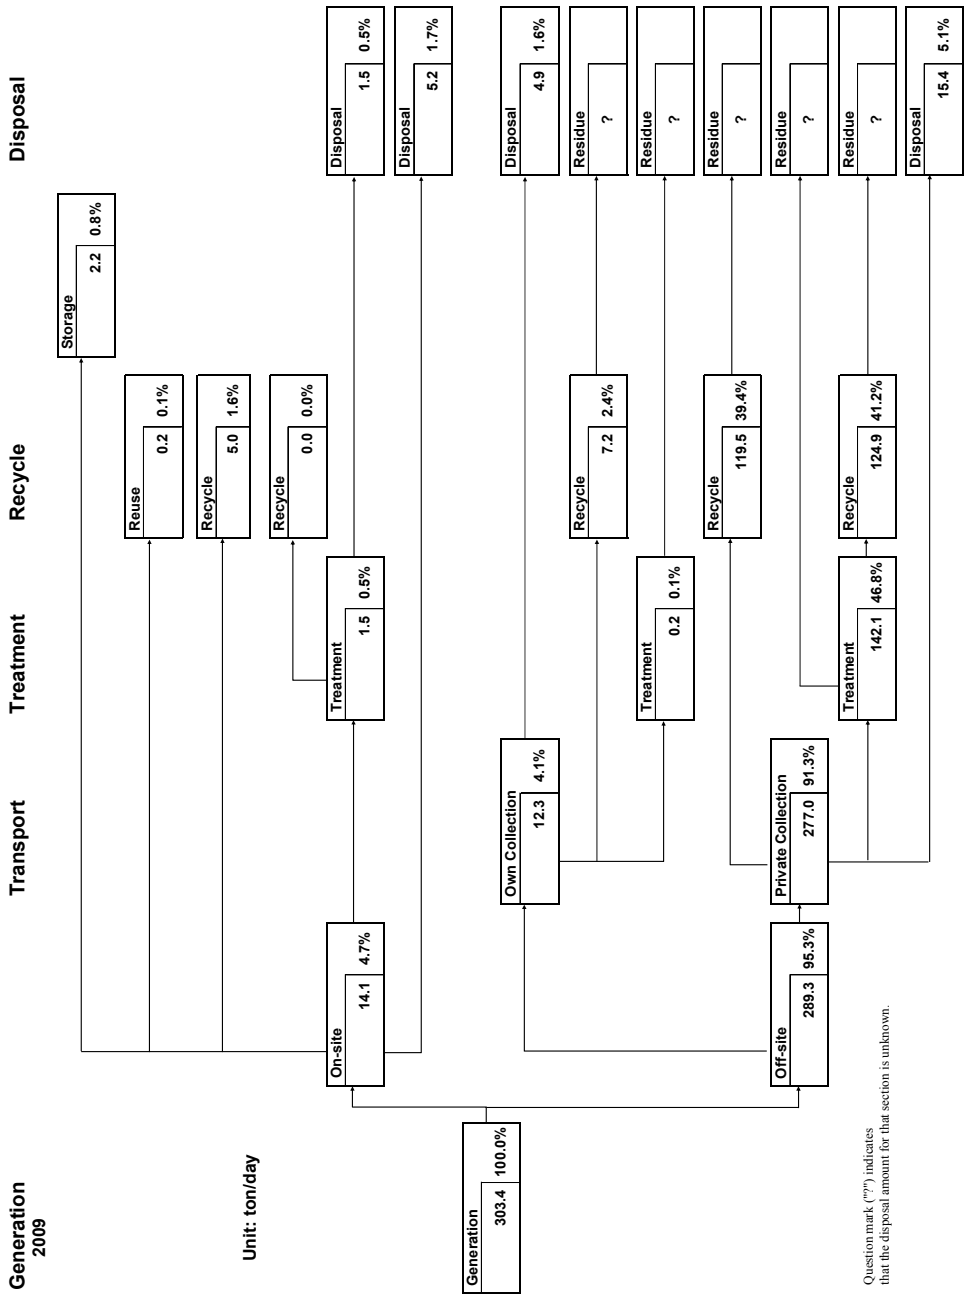 Generation
2009
Transport
Treatment
Recycle
Disposal
Unit: ton/day
Storage
2.2 0.8%
Reuse
0.2 0.1%
Recycle
5.0 1.6%
Recycle
0.0 0.0%
On-site
14.1 4.7%
Treatment
1.5 0.5%
Disposal
1.5 0.5%
Disposal
5.2 1.7%
Generation
303.4 100.0%
Own Collection
12.3 4.1%
Disposal
4.9 1.6%
Recycle
7.2 2.4%
Residue
?
Treatment
0.2 0.1%
Residue
?
Recycle
119.5 39.4%
Residue
?
Off-site
289.3 95.3%
Private Collection
277.0 91.3%
Residue
?
Treatment
142.1 46.8%
Recycle
124.9 41.2%
Residue
?
Disposal
15.4 5.1%
Question mark ("?") indicates
that the disposal amount for that section is unknown.